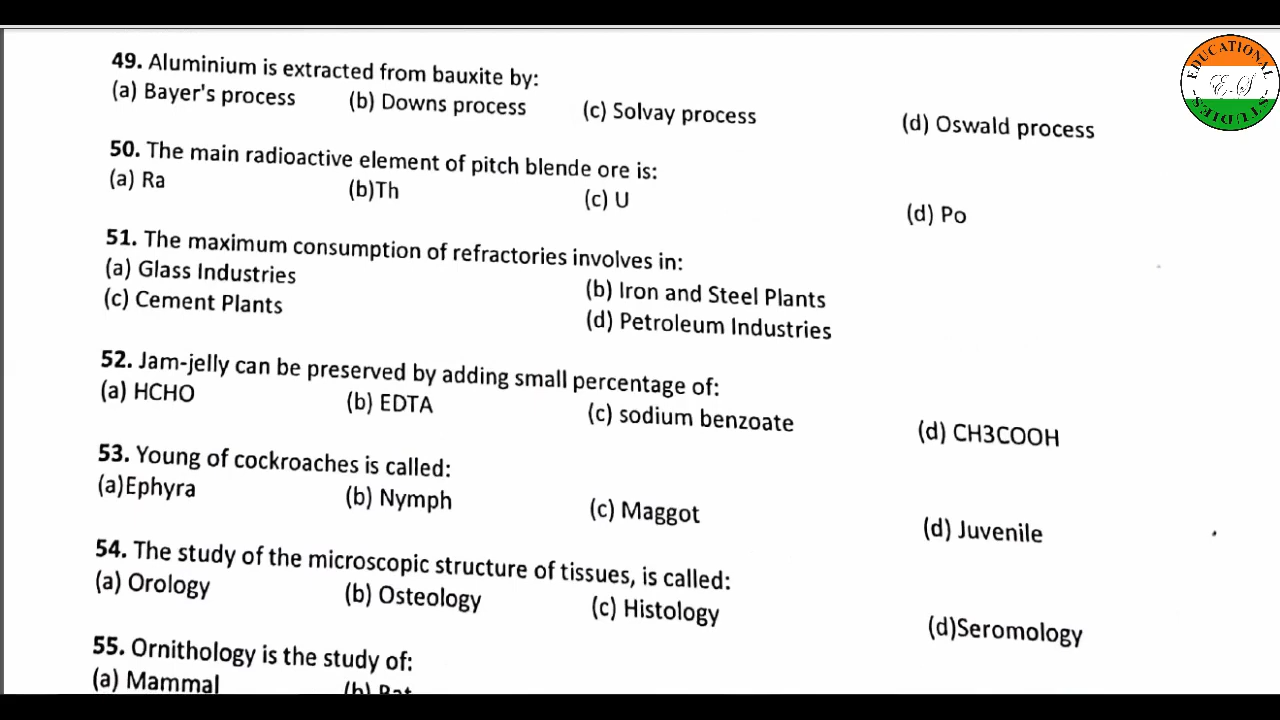 EDUCATIONAL
E.S
STUDIES
49. Aluminium is extracted from bauxite by:
(a) Bayer's process (b) Downs process (c) Solvay process (d) Oswald process
50. The main radioactive element of pitch blende ore is:
(a) Ra (b)Th (c) U (d) Po
51. The maximum consumption of refractories involves in:
(a) Glass Industries (b) Iron and Steel Plants
(c) Cement Plants (d) Petroleum Industries
52. Jam-jelly can be preserved by adding small percentage of:
(a) HCHO (b) EDTA (c) sodium benzoate (d) CH3COOH
53. Young of cockroaches is called:
(a)Ephyra (b) Nymph (c) Maggot (d) Juvenile
54. The study of the microscopic structure of tissues, is called:
(a) Orology (b) Osteology (c) Histology (d)Seromology
55. Ornithology is the study of:
(a) Mammal (b)